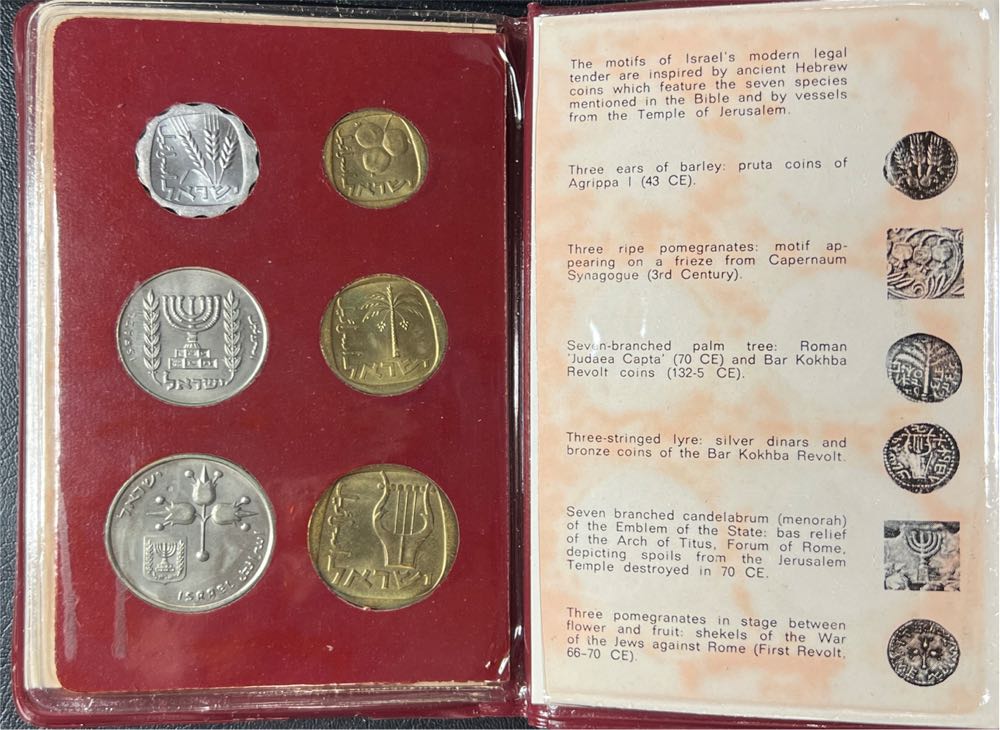 ישראל
ישראל
ISRAEL
ישראל
ישראל
ישראל
ISRAEL
ישראל
The motifs of Israel's modern legal
tender are inspired by ancient Hebrew
coins which feature the seven species
mentioned in the Bible and by vessels
from the Temple of Jerusalem.
Three ears of barley: pruta coins of
Agrippa I (43 CE).
Three ripe pomegranates: motif ap-
pearing on a frieze from Capernaum
Synagogue (3rd Century).
Seven-branched palm tree: Roman
'Judaea Capta' (70 CE) and Bar Kokhba
Revolt coins (132-5 CE).
Three-stringed lyre: silver dinars and
bronze coins of the Bar Kokhba Revolt.
Seven branched candelabrum (menorah)
of the Emblem of the State: bas relief
of the Arch of Titus, Forum of Rome,
depicting spoils from the Jerusalem
Temple destroyed in 70 CE.
Three pomegranates in stage between
flower and fruit: shekels of the War
of the Jews against Rome (First Revolt,
66-70 CE).